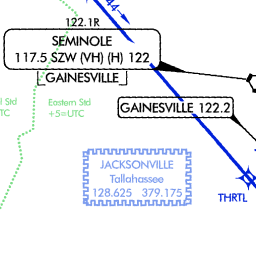 44
122.1R
SEMINOLE
117.5 SZW (VH) (H) 122
GAINESVILLE
Std
UTC
Eastern Std
+5=UTC
GAINESVILLE 122.2
JACKSONVILLE
Tallahassee
128.625 379.175
THRTL